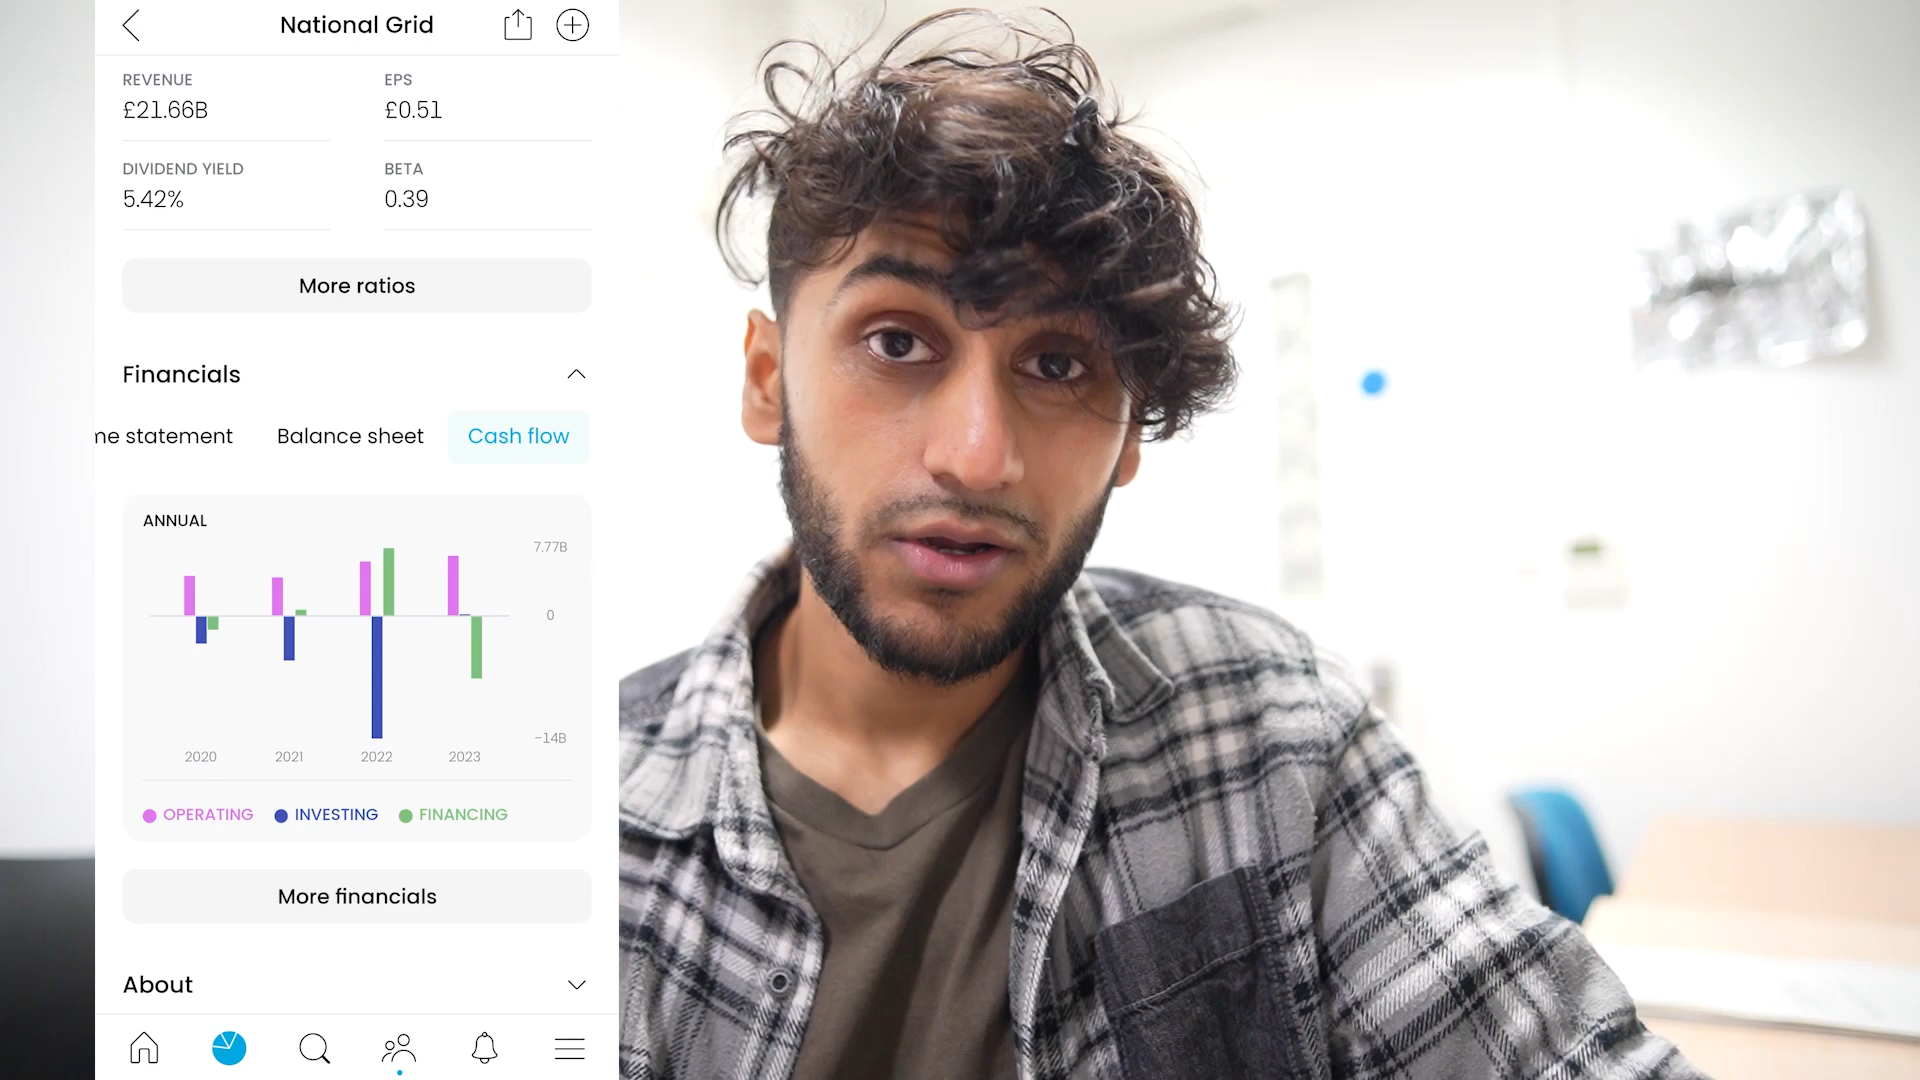 National Grid
REVENUE
EPS
£21.66B
£0.51
DIVIDEND YIELD
BETA
5.42%
0.39
More ratios
Financials
me statement
Balance sheet
Cash flow
ANNUAL
7.77B
0
-14B
2020
2021
2022
2023
OPERATING
INVESTING
FINANCING
More financials
About